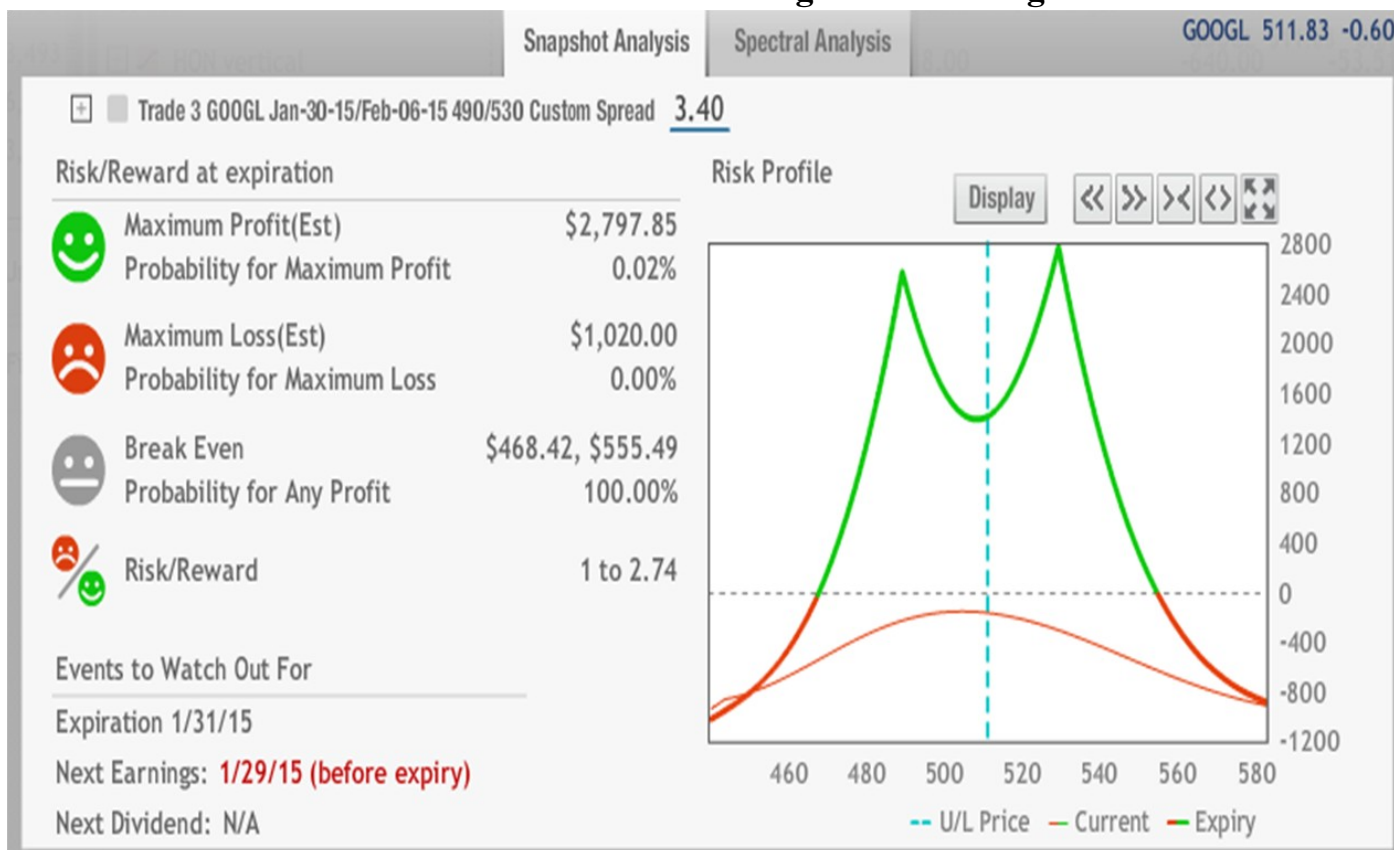 Snapshot Analysis
Spectral Analysis
GOOGL 511.83 -0.60
HON vertical
Trade 3 GOOGL Jan-30-15/Feb-06-15 490/530 Custom Spread 3.40
Risk/Reward at expiration
Maximum Profit(Est) $2,797.85
Probability for Maximum Profit 0.02%
Maximum Loss(Est) $1,020.00
Probability for Maximum Loss 0.00%
Break Even $468.42, $555.49
Probability for Any Profit 100.00%
Risk/Reward 1 to 2.74
Events to Watch Out For
Expiration 1/31/15
Next Earnings: 1/29/15 (before expiry)
Next Dividend: N/A
Risk Profile
Display
2800
2400
2000
1600
1200
800
400
0
-400
-800
-1200
460 480 500 520 540 560 580
U/L Price Current Expiry